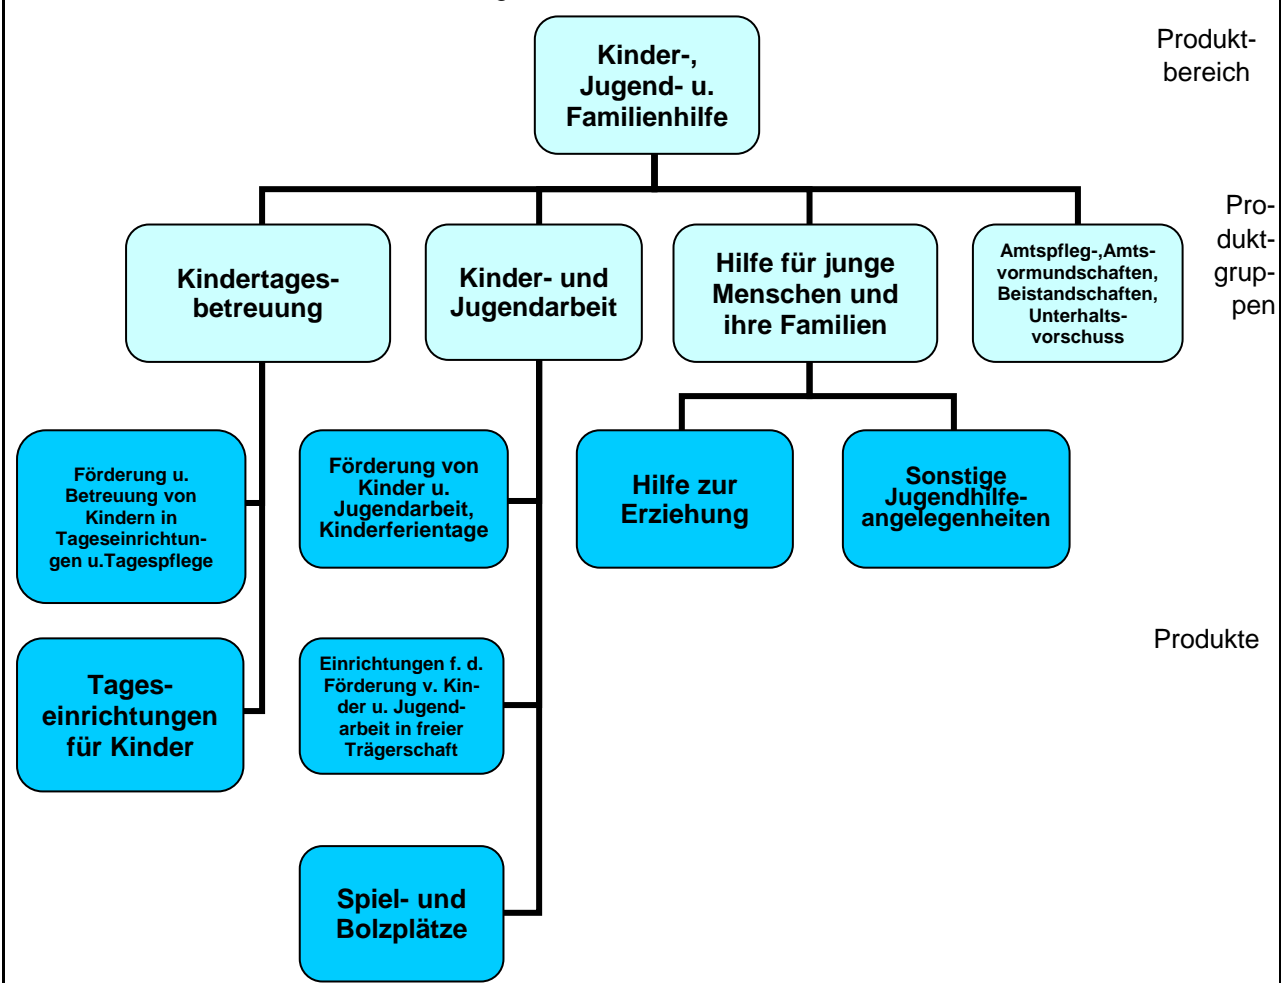 Kinder-,
Jugend- u.
Familienhilfe
Produkt-
bereich
Kindertages-
betreuung
Kinder- und
Jugendarbeit
Hilfe für junge
Menschen und
ihre Familien
Amtspfleg-,Amts-
vormundschaften,
Beistandschaften,
Unterhalts-
vorschuss
Pro-
dukt-
grup-
pen
Förderung u.
Betreuung von
Kindern in
Tageseinrichtun-
gen u.Tagespflege
Förderung von
Kinder u.
Jugendarbeit,
Kinderferientage
Hilfe zur
Erziehung
Sonstige
Jugendhilfe-
angelegenheiten
Tages-
einrichtungen
für Kinder
Einrichtungen f. d.
Förderung v. Kin-
der u. Jugend-
arbeit in freier
Trägerschaft
Produkte
Spiel- und
Bolzplätze